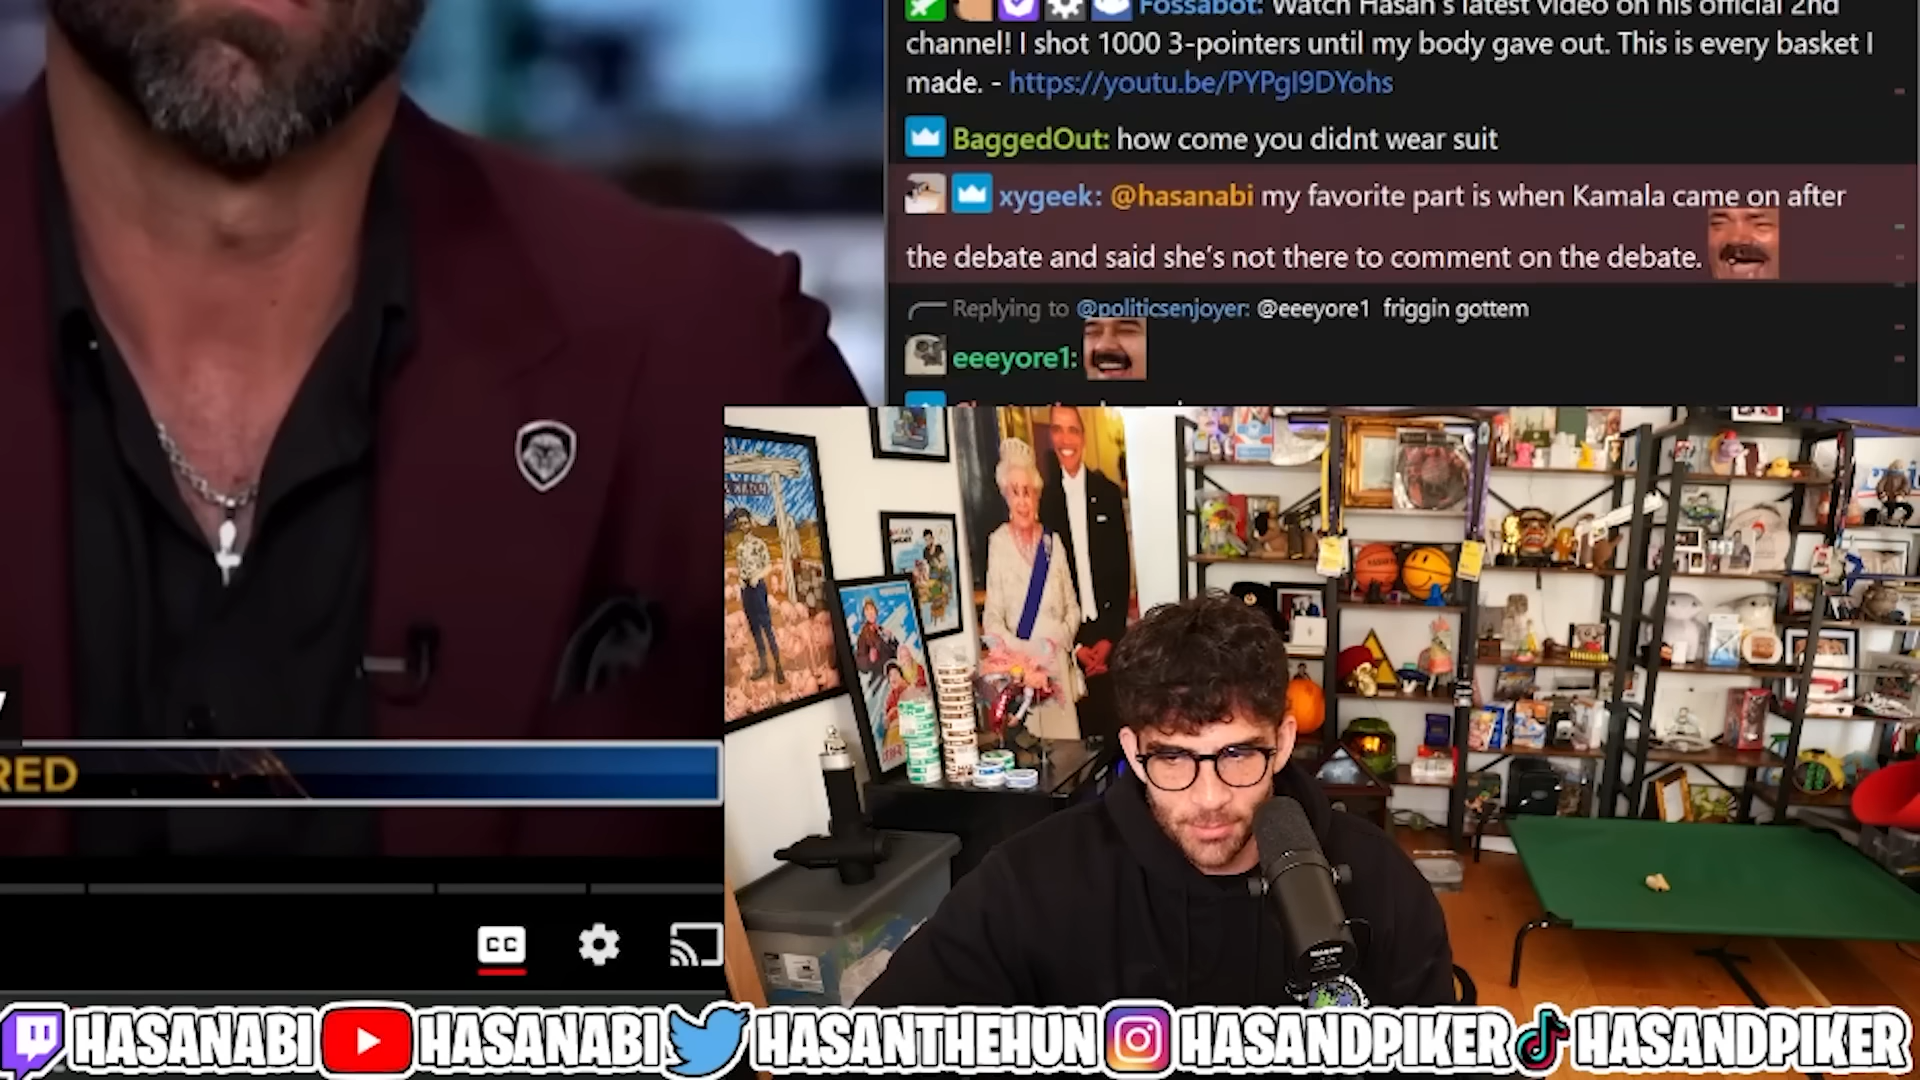 Fossabot: Watch Hasan's latest video on his official 2nd
channel! I shot 1000 3-pointers until my body gave out. This is every basket I
made. - https://youtu.be/PYPgI9DYohs
BaggedOut: how come you didnt wear suit
xygeek: @hasanabi my favorite part is when Kamala came on after
the debate and said she's not there to comment on the debate.
Replying to @politicsenjoyer: @eeeyore1 friggin gottem
eeeyore1:
RED
CC
HASANABI HASANABI HASANTHEHUN HASANDPIKER HASANDPIKER